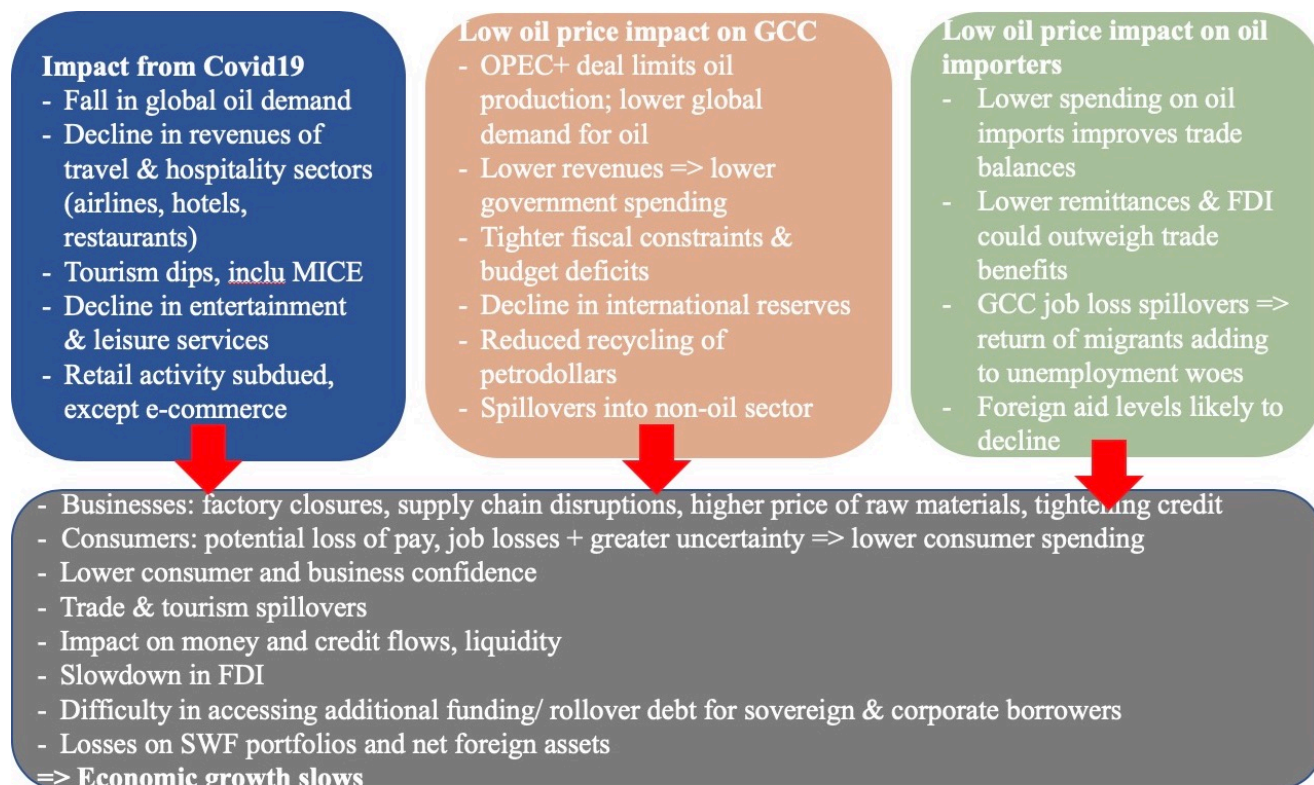 Impact from Covid19
- Fall in global oil demand
- Decline in revenues of
travel & hospitality sectors
(airlines, hotels,
restaurants)
- Tourism dips, inclu MICE
- Decline in entertainment
& leisure services
- Retail activity subdued,
except e-commerce
Low oil price impact on GCC
- OPEC+ deal limits oil
production; lower global
demand for oil
- Lower revenues => lower
government spending
- Tighter fiscal constraints &
budget deficits
- Decline in international reserves
- Reduced recycling of
petrodollars
- Spillovers into non-oil sector
Low oil price impact on oil
importers
- Lower spending on oil
imports improves trade
balances
- Lower remittances & FDI
could outweigh trade
benefits
- GCC job loss spillovers =>
return of migrants adding
to unemployment woes
- Foreign aid levels likely to
decline
- Businesses: factory closures, supply chain disruptions, higher price of raw materials, tightening credit
- Consumers: potential loss of pay, job losses + greater uncertainty => lower consumer spending
- Lower consumer and business confidence
- Trade & tourism spillovers
- Impact on money and credit flows, liquidity
- Slowdown in FDI
- Difficulty in accessing additional funding/ rollover debt for sovereign & corporate borrowers
- Losses on SWF portfolios and net foreign assets
=> Economic growth slows